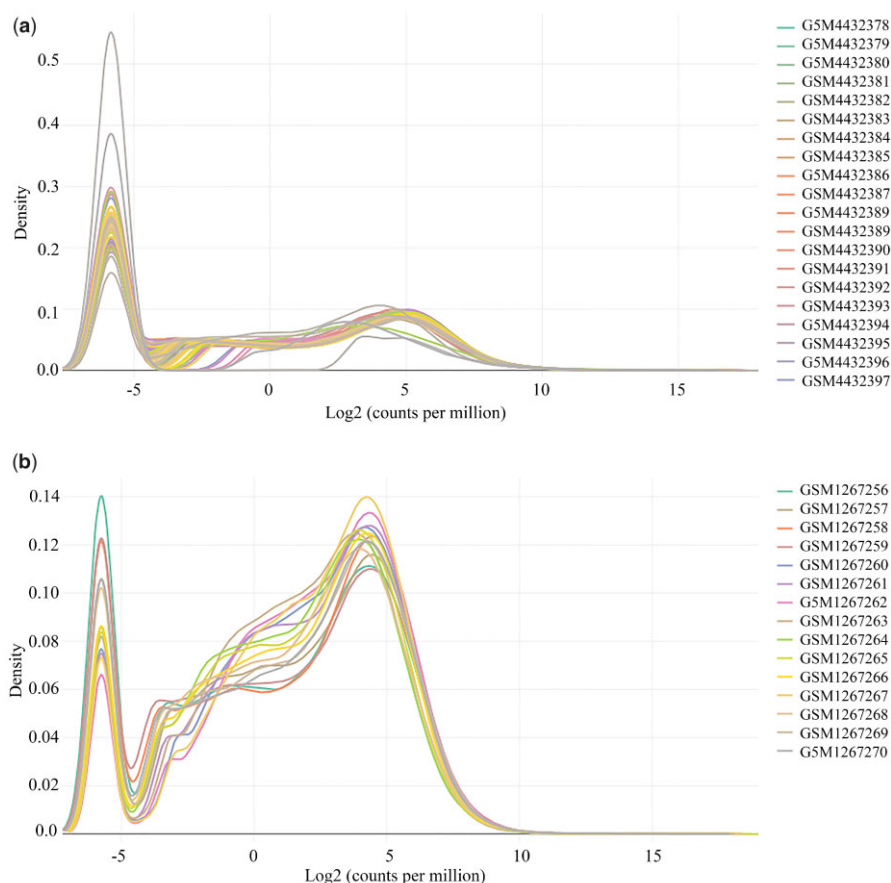 (a)
G5M4432378
G5M4432379
G5M4432380
GSM4432381
GSM4432382
GSM4432383
GSM4432384
GSM4432385
G5M4432386
GSM4432387
G5M4432389
GSM4432389
GSM4432390
GSM4432391
GSM4432392
GSM4432393
G5M4432394
GSM4432395
G5M4432396
GSM4432397
Density
0.5
0.4
0.3
0.2
0.1
0.0
-5
0
5
10
15
Log2 (counts per million)
(b)
GSM1267256
GSM1267257
GSM1267258
GSM1267259
GSM1267260
GSM1267261
G5M1267262
GSM1267263
GSM1267264
GSM1267265
GSM1267266
GSM1267267
GSM1267268
GSM1267269
G5M1267270
Density
0.14
0.12
0.10
0.08
0.06
0.04
0.02
0.0
-5
0
5
10
15
Log2 (counts per million)